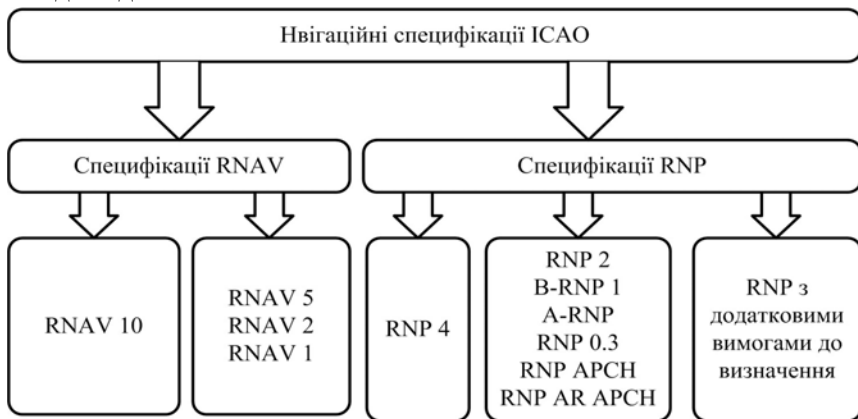 Нвігаційні специфікації ICAO
Специфікації RNAV
Специфікації RNP
RNAV 10
RNAV 5
RNAV 2
RNAV 1
RNP 4
RNP 2
B-RNP 1
A-RNP
RNP 0.3
RNP APCH
RNP AR APCH
RNP з
додатковими
вимогами до
визначення